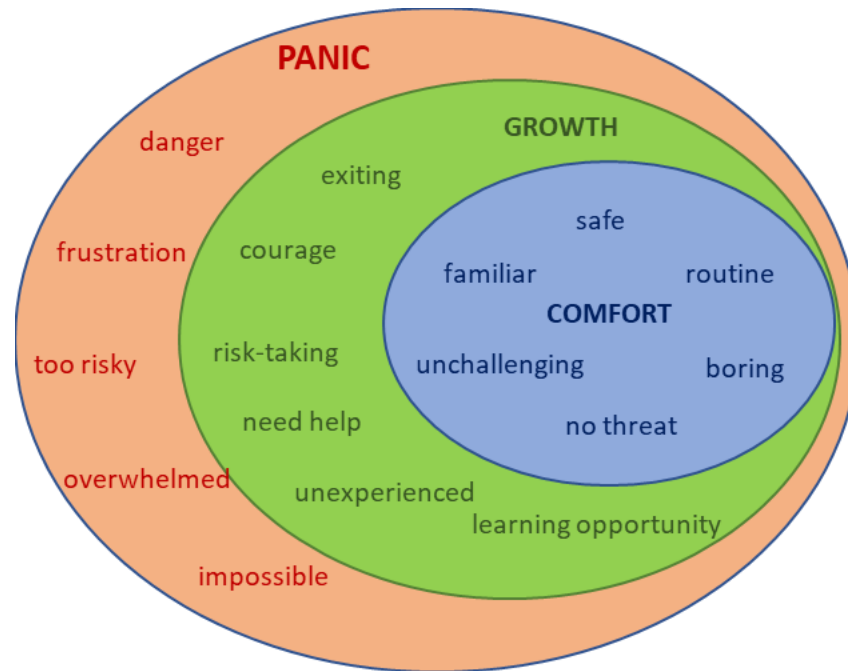 PANIC
danger
frustration
too risky
overwhelmed
impossible
GROWTH
exiting
courage
risk-taking
need help
unexperienced
learning opportunity
safe
familiar
routine
COMFORT
unchallenging
boring
no threat